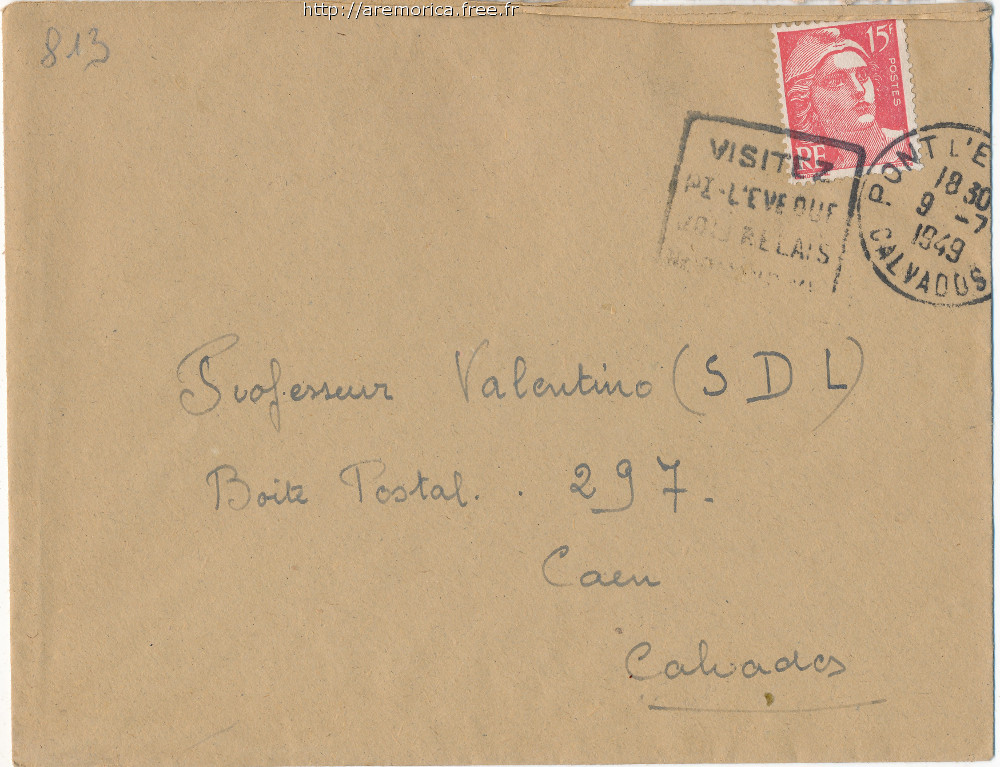 http://aremorica.free.fr
813
15F
POSTES
RF
VISITEZ
PT-L'EVEQUE
RELAIS
PONT L'E
18 30
9 -7
1949
CALVADOS
Professeur Valentino (S D L)
Boite Postal. . 297.
Caen
Calvados